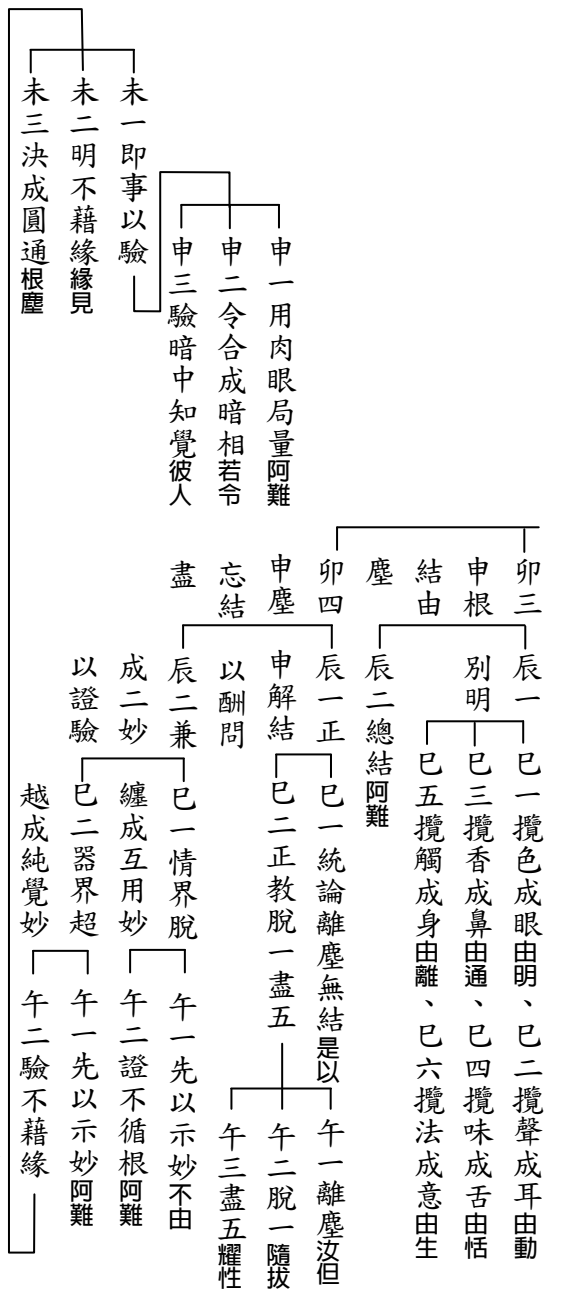 卯三
申根
結由
塵
卯四
申塵
忘結
盡
辰一
別明
辰二總結阿難
巳一攬色成眼由明、巳二攬聲成耳由動
巳三攬香成鼻由通、巳四攬味成舌由恬
巳五攬觸成身由離、巳六攬法成意由生
辰一正
申解結
以酬問
辰二兼
成二妙
以證驗
巳一統論離塵無結是以
巳二正教脫一盡五
午一離塵汝但
午二脫一隨拔
午三盡五耀性
巳一情界脫
纏成互用妙
巳二器界超
越成純覺妙
午一先以示妙不由
午二證不循根阿難
午一先以示妙阿難
午二驗不藉緣
未一即事以驗
未二明不藉緣緣見
未三決成圓通根塵
申一用肉眼局量阿難
申二令合成暗相若令
申三驗暗中知覺彼人